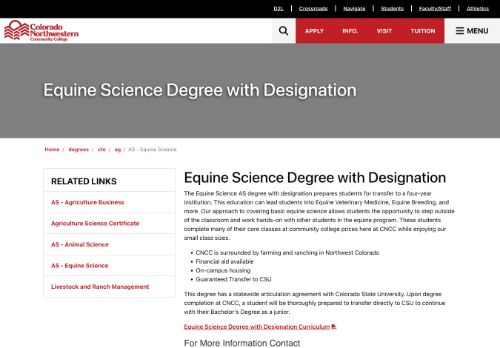 D2L Crossroads Navigate Students Faculty/Staff Athletics
Colorado
Northwestern
Community College
APPLY INFO. VISIT TUITION MENU
Equine Science Degree with Designation
Home / degrees / cte / ag / AS - Equine Science
RELATED LINKS
AS - Agriculture Business
Agriculture Science Certificate
AS - Animal Science
AS - Equine Science
Livestock and Ranch Management
Equine Science Degree with Designation
The Equine Science AS degree with designation prepares students for transfer to a four-year
institution. This education can lead students into Equine Veterinary Medicine, Equine Breeding, and
more. Our approach to covering basic equine science allows students the opportunity to step outside
of the classroom and work hands-on with other students in the equine program. These students
complete many of their core classes at community college prices here at CNCC while enjoying our
small class sizes.
• CNCC is surrounded by farming and ranching in Northwest Colorado
• Financial aid available
• On-campus housing
• Guaranteed Transfer to CSU
This degree has a statewide articulation agreement with Colorado State University. Upon degree
completion at CNCC, a student will be thoroughly prepared to transfer directly to CSU to continue
with their Bachelor's Degree as a junior.
Equine Science Degree with Designation Curriculum
For More Information Contact